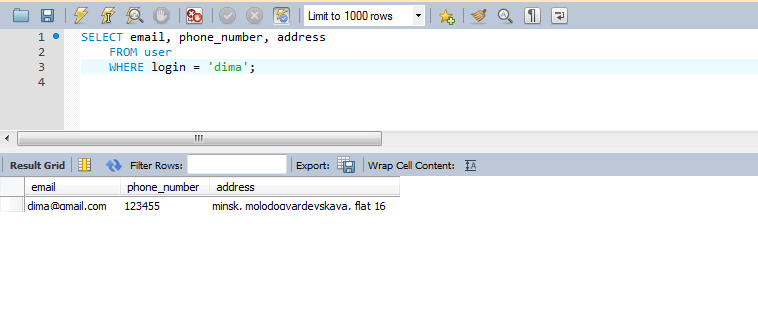 Limit to 1000 rows
1 SELECT email, phone_number, address
2 FROM user
3 WHERE login = 'dima';
4
Result Grid Filter Rows: Export: Wrap Cell Content:
email phone_number address
dima@gmail.com 123455 minsk, molodogvardeyskaya, flat 16